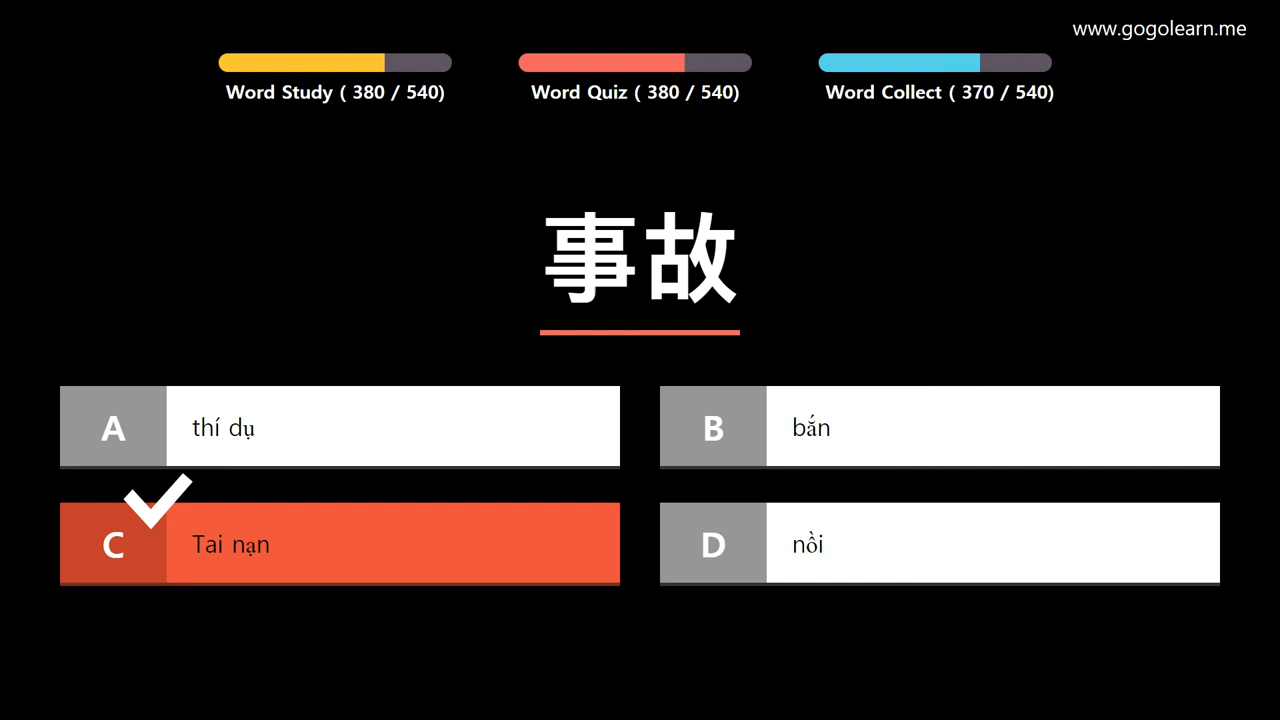 www.gogolearn.me
Word Study ( 380 / 540)
Word Quiz ( 380 / 540)
Word Collect ( 370 / 540)
事故
A
thí dụ
B
bắn
C
Tai nạn
D
nồi